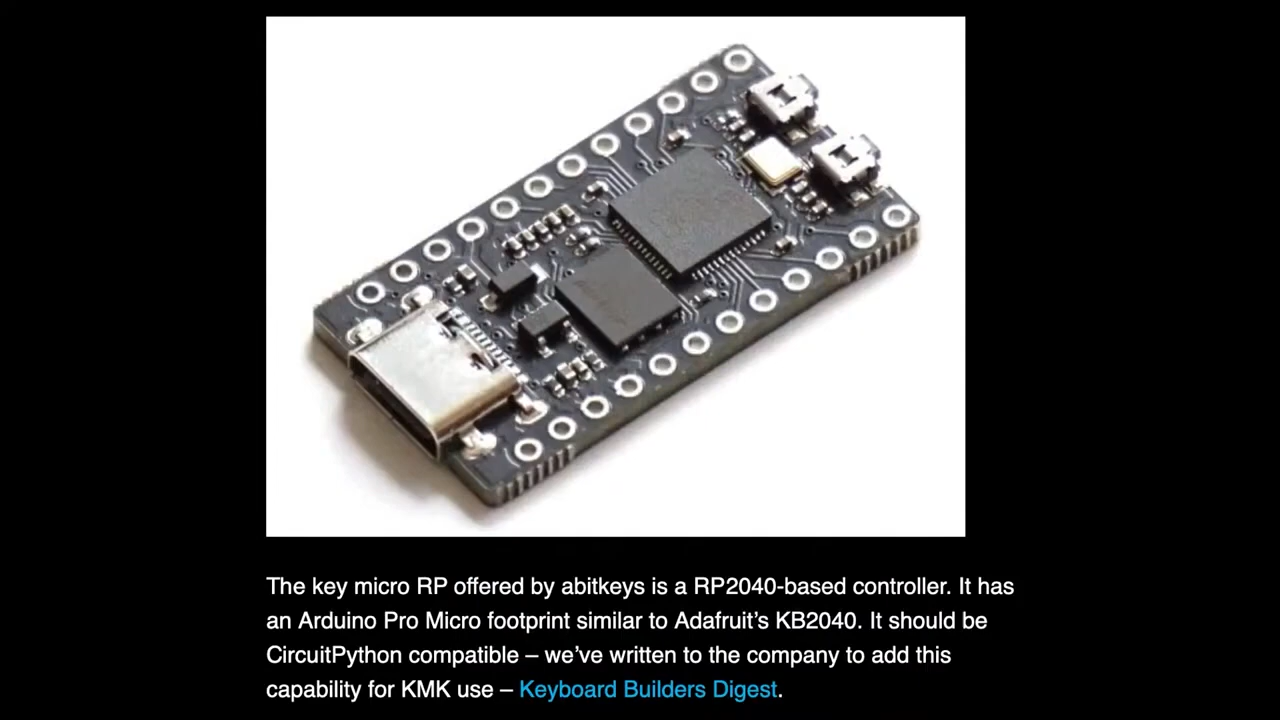 The key micro RP offered by abitkeys is a RP2040-based controller. It has
an Arduino Pro Micro footprint similar to Adafruit’s KB2040. It should be
CircuitPython compatible – we’ve written to the company to add this
capability for KMK use – Keyboard Builders Digest.